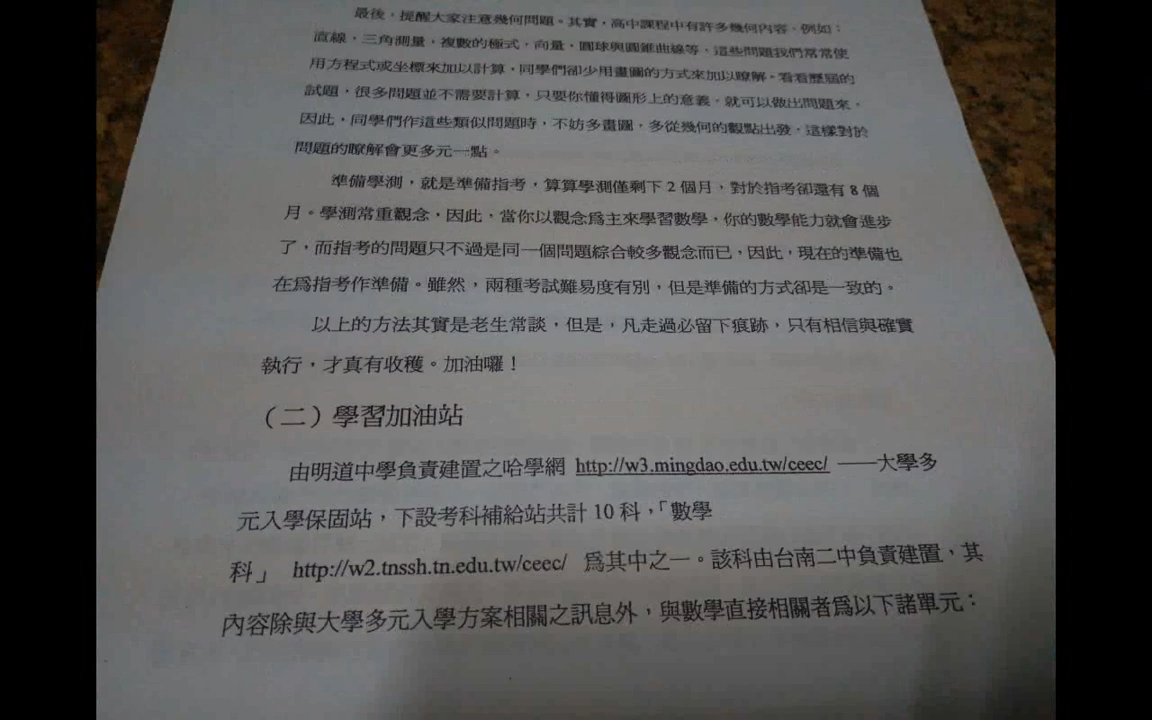 最後，提醒大家注意幾何問題。其實，高中課程中有許多幾何內容，例如：
直線，三角測量，複數的極式，向量，圓球與圓錐曲線等，這些問題我們常常使
用方程式或坐標來加以計算，同學們卻少用畫圖的方式來加以瞭解。看看歷屆的
試題，很多問題並不需要計算，只要你懂得圖形上的意義，就可以做出問題來，
因此，同學們作這些類似問題時，不妨多畫圖，多從幾何的觀點出發，這樣對於
問題的瞭解會更多元一點。
準備學測，就是準備指考，算算學測僅剩下 2 個月，對於指考卻還有 8 個
月。學測常重觀念，因此，當你以觀念為主來學習數學，你的數學能力就會進步
了，而指考的問題只不過是同一個問題綜合較多觀念而已，因此，現在的準備也
在為指考作準備。雖然，兩種考試難易度有別，但是準備的方式卻是一致的。
以上的方法其實是老生常談，但是，凡走過必留下痕跡，只有相信與確實
執行，才真有收穫。加油囉！
（二）學習加油站
由明道中學負責建置之哈學網 http://w3.mingdao.edu.tw/ceec/ ──大學多
元入學保固站，下設考科補給站共計 10 科，「數學
科」 http://w2.tnssh.tn.edu.tw/ceec/ 為其中之一。該科由台南二中負責建置，其
內容除與大學多元入學方案相關之訊息外，與數學直接相關者為以下諸單元：